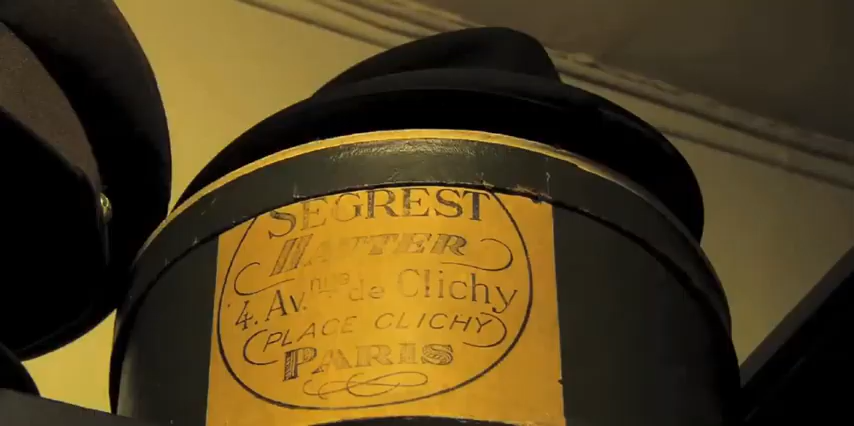 SEGREST
HATTER
4. Av.nue de Clichy
(PLACE CLICHY)
PARIS